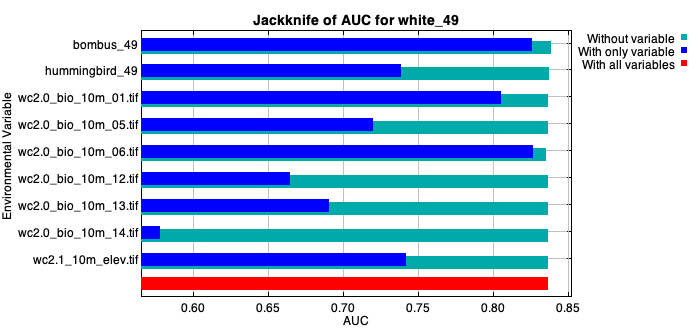 Jackknife of AUC for white_49
Without variable
With only variable
With all variables
Environmental Variable
bombus_49
hummingbird_49
wc2.0_bio_10m_01.tif
wc2.0_bio_10m_05.tif
wc2.0_bio_10m_06.tif
wc2.0_bio_10m_12.tif
wc2.0_bio_10m_13.tif
wc2.0_bio_10m_14.tif
wc2.1_10m_elev.tif
0.60 0.65 0.70 0.75 0.80 0.85
AUC